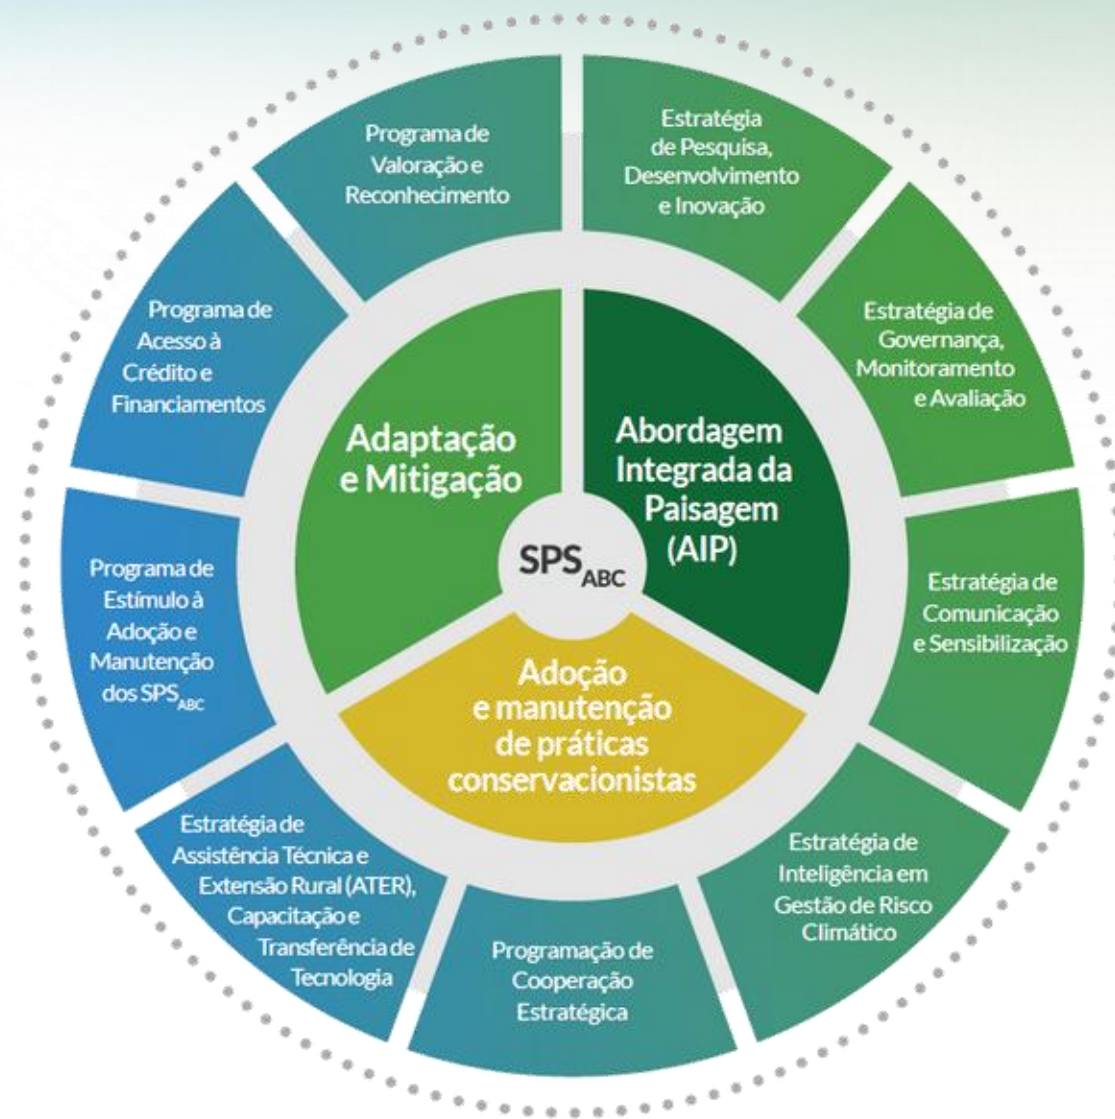 Programa de
Valoração e
Reconhecimento
Estratégia
de Pesquisa,
Desenvolvimento
e Inovação
Estratégia de
Governança,
Monitoramento
e Avaliação
Estratégia de
Comunicação
e Sensibilização
Estratégia de
Inteligência em
Gestão de Risco
Climático
Programação de
Cooperação
Estratégica
Estratégia de
Assistência Técnica e
Extensão Rural (ATER),
Capacitação e
Transferência de
Tecnologia
Programa de
Estímulo à
Adoção e
Manutenção
dos SPSABC
Programa de
Acesso à
Crédito e
Financiamentos
Adaptação
e Mitigação
Abordagem
Integrada da
Paisagem
(AIP)
SPSABC
Adoção
e manutenção
de práticas
conservacionistas